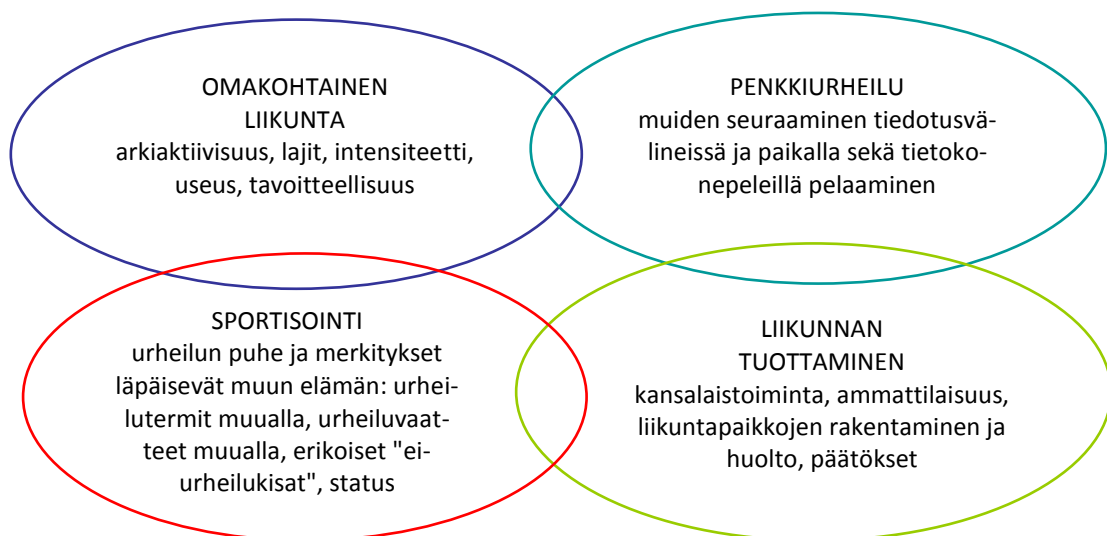 OMAKOHTAINEN
LIIKUNTA
arkiaktiivisuus, lajit, intensiteetti,
useus, tavoitteellisuus
PENKKIURHEILU
muiden seuraaminen tiedotusvä-
lineissä ja paikalla sekä tietoko-
nepeleillä pelaaminen
SPORTISOINTI
urheilun puhe ja merkitykset
läpäisevät muun elämän: urhei-
lutermit muualla, urheiluvaat-
teet muualla, erikoiset "ei-
urheilukisat", status
LIIKUNNAN
TUOTTAMINEN
kansalaistoiminta, ammattilaisuus,
liikuntapaikkojen rakentaminen ja
huolto, päätökset